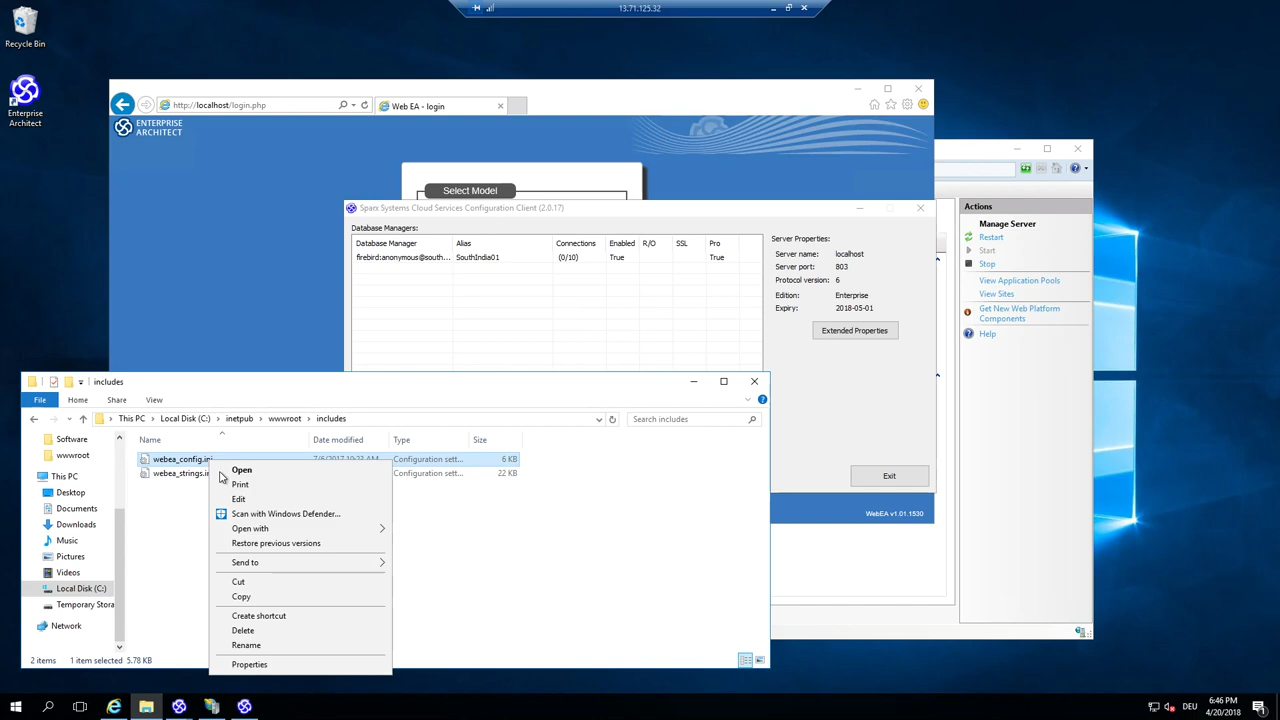 13.71.125.32
Recycle Bin
Enterprise
Architect
http://localhost/login.php
Web EA - login
ENTERPRISE
ARCHITECT
Select Model
Sparx Systems Cloud Services Configuration Client (2.0.17)
Database Managers:
Database Manager Alias Connections Enabled R/O SSL Pro
firebird:anonymous@south... SouthIndia01 (0/10) True True
Server Properties:
Server name: localhost
Server port: 803
Protocol version: 6
Edition: Enterprise
Expiry: 2018-05-01
Extended Properties
Exit
WebEA v1.01.1530
Actions
Manage Server
Restart
Start
Stop
View Application Pools
View Sites
Get New Web Platform
Components
Help
includes
File Home Share View
This PC Local Disk (C:) inetpub wwwroot includes
Search includes
Software
wwwroot
This PC
Desktop
Documents
Downloads
Music
Pictures
Videos
Local Disk (C:)
Temporary Stora
Network
Name Date modified Type Size
webea_config.ini 7/6/2017 10:23 AM Configuration sett... 6 KB
webea_strings.in Configuration sett... 22 KB
Open
Print
Edit
Scan with Windows Defender...
Open with
Restore previous versions
Send to
Cut
Copy
Create shortcut
Delete
Rename
Properties
2 items 1 item selected 5.78 KB
DEU
6:46 PM
4/20/2018